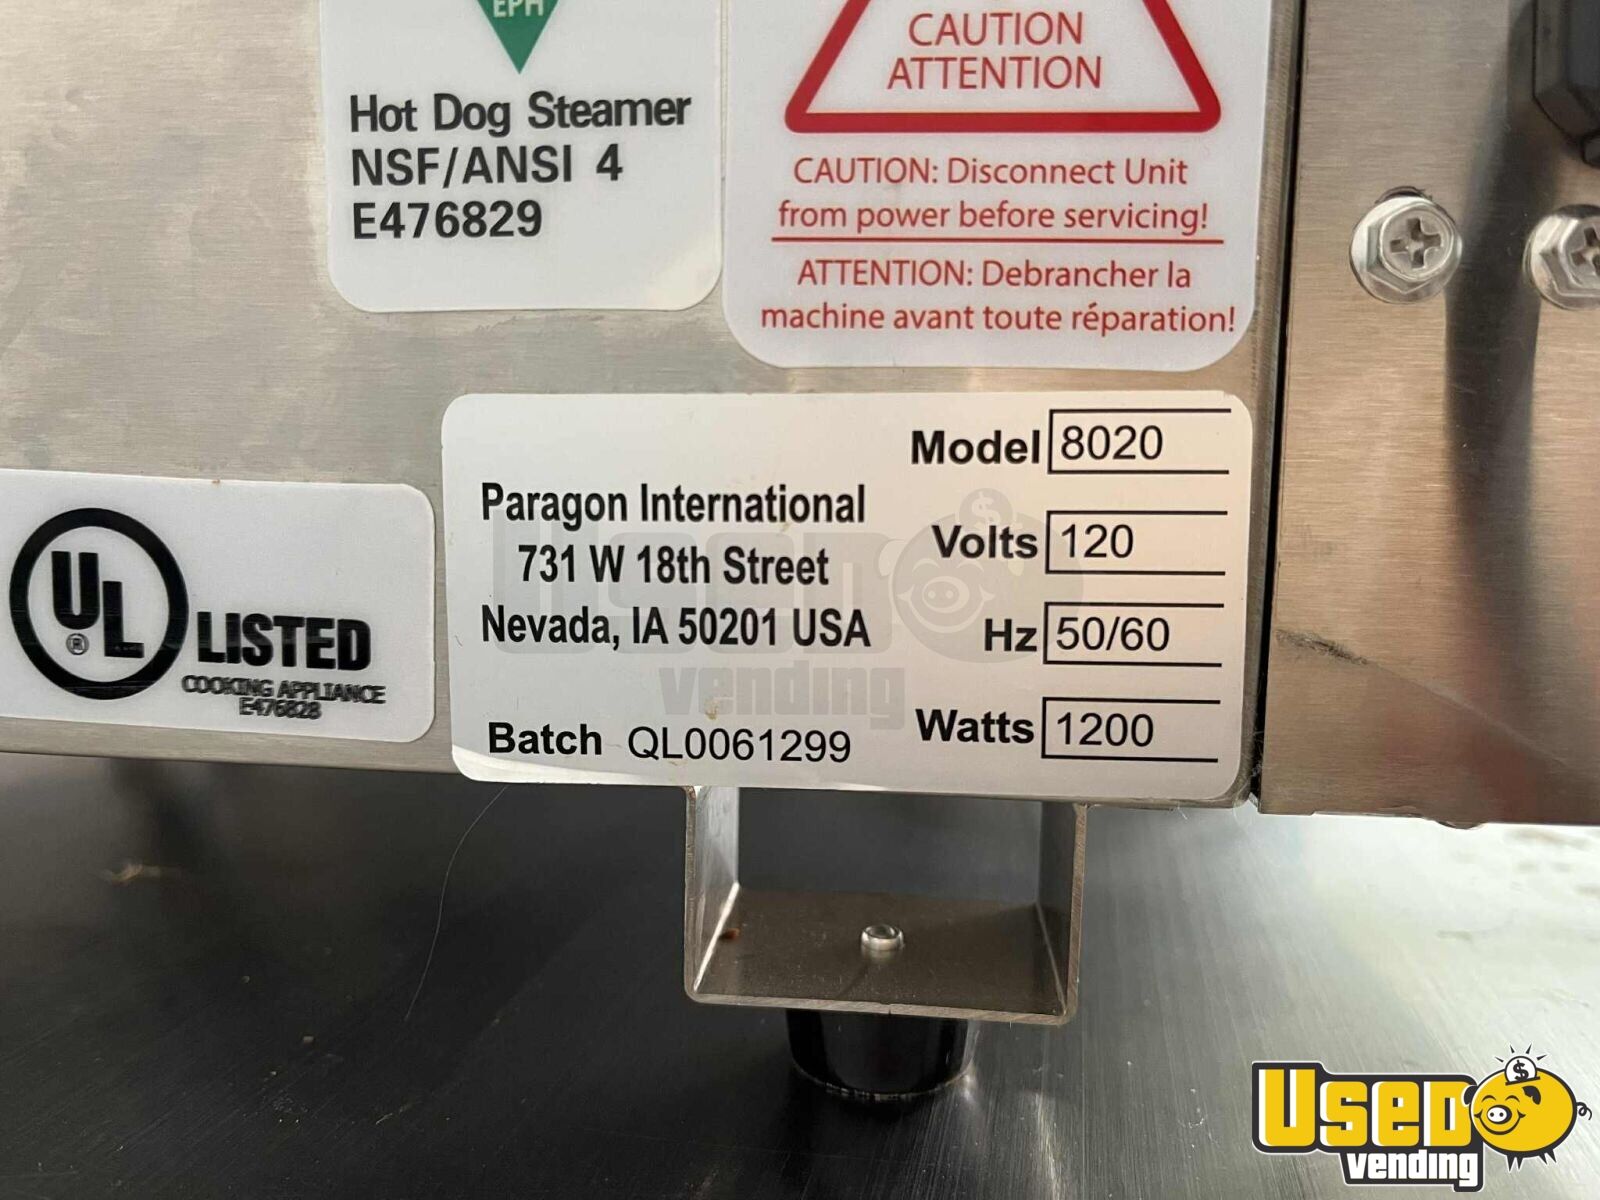 EPH
Hot Dog Steamer
NSF/ANSI 4
E476829
CAUTION
ATTENTION
CAUTION: Disconnect Unit
from power before servicing!
ATTENTION: Debrancher la
machine avant toute réparation!
UL
®
LISTED
COOKING APPLIANCE
E476828
Paragon International
731 W 18th Street
Nevada, IA 50201 USA
Batch QL0061299
Model 8020
Volts 120
Hz 50/60
Watts 1200
Used
vending
$
USED
vending
$